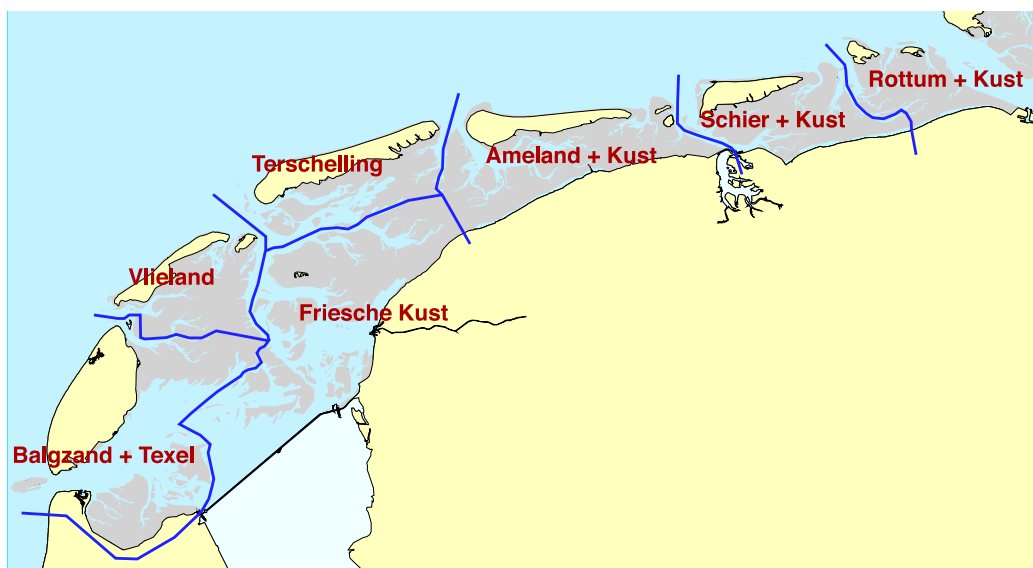 Rottum + Kust
Schier + Kust
Ameland + Kust
Terschelling
Vlieland
Friesche Kust
Balgzand + Texel